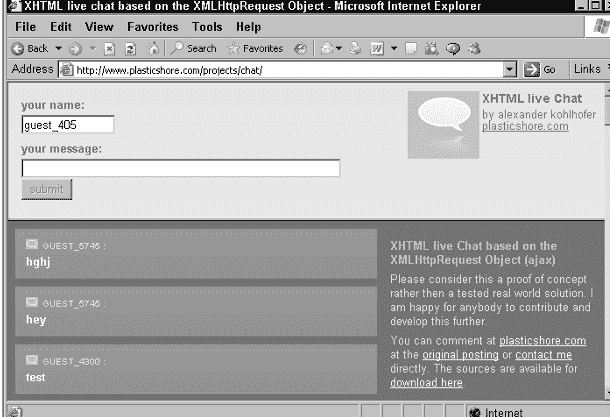 XHTML live chat based on the XMLHttpRequest Object - Microsoft Internet Explorer
File Edit View Favorites Tools Help
Back Search Favorites
Address http://www.plasticshore.com/projects/chat/ Go Links
your name:
guest_405
your message:
submit
XHTML live Chat
by alexander kohlhofer
plasticshore.com
GUEST_5745 :
hghj
GUEST_5745 :
hey
GUEST_4300 :
test
XHTML live Chat based on the
XMLHttpRequest Object (ajax)
Please consider this a proof of concept
rather then a tested real world solution. I
am happy for anybody to contribute and
develop this further.
You can comment at plasticshore.com
at the original posting or contact me
directly. The sources are available for
download here.
Internet